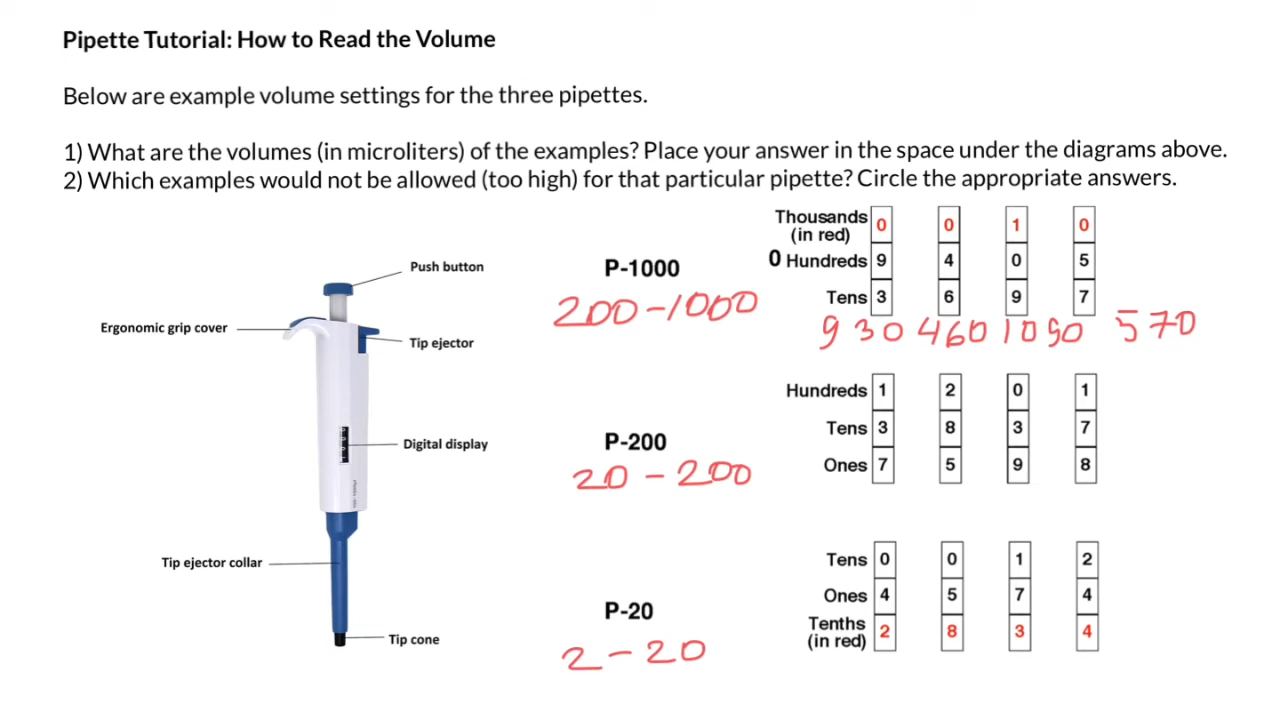 Pipette Tutorial: How to Read the Volume
Below are example volume settings for the three pipettes.
1) What are the volumes (in microliters) of the examples? Place your answer in the space under the diagrams above.
2) Which examples would not be allowed (too high) for that particular pipette? Circle the appropriate answers.
Push button
Ergonomic grip cover
Tip ejector
Digital display
Tip ejector collar
Tip cone
P-1000
200-1000
Thousands 0 0 1 0
(in red)
0 Hundreds 9 4 0 5
Tens 3 6 9 7
930 460 1090 570
P-200
20-200
Hundreds 1 2 0 1
Tens 3 8 3 7
Ones 7 5 9 8
P-20
2-20
Tens 0 0 1 2
Ones 4 5 7 4
Tenths 2 8 3 4
(in red)